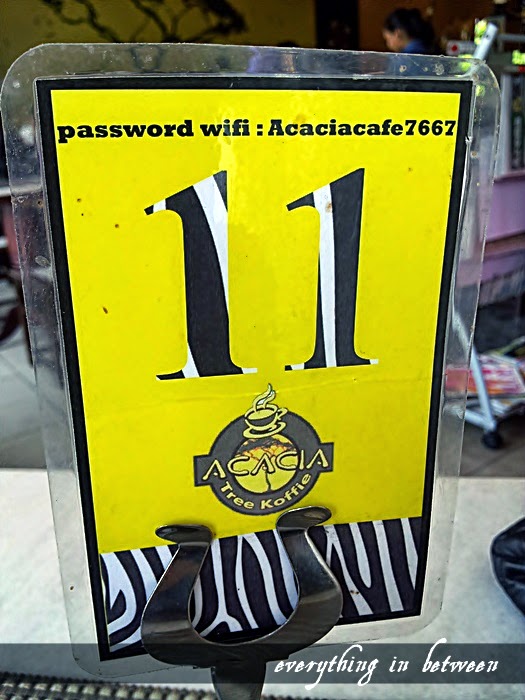 password wifi : Acaciacafe7667
11
ACACIA
Tree Koffie
everything in between